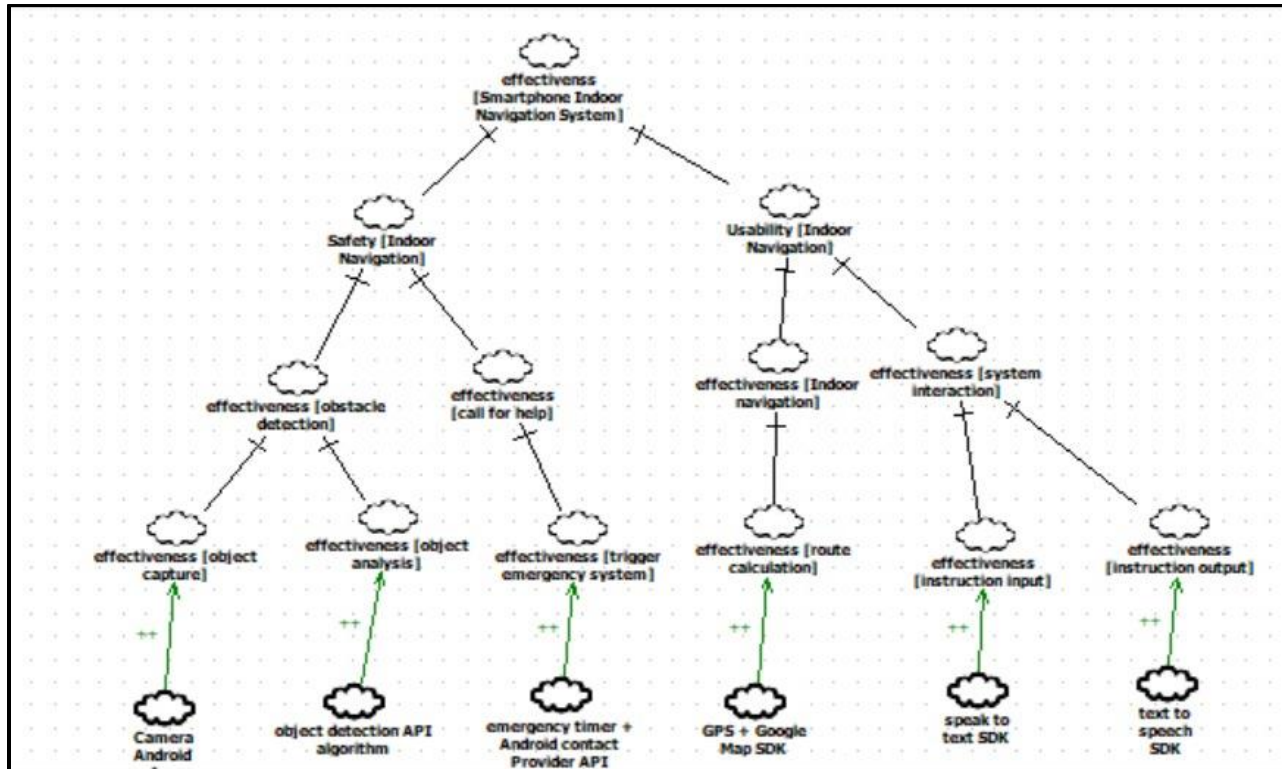 effectivenss
[Smartphone Indoor
Navigation System]
Safety [Indoor
Navigation]
Usability [Indoor
Navigation]
effectiveness [obstacle
detection]
effectiveness
[call for help]
effectiveness [Indoor
navigation]
effectiveness [system
interaction]
effectiveness [object
capture]
effectiveness [object
analysis]
effectiveness [trigger
emergency system]
effectiveness [route
calculation]
effectiveness
[instruction input]
effectiveness
[instruction output]
++
++
++
++
++
++
Camera
Android
object detection API
algorithm
emergency timer +
Android contact
Provider API
GPS + Google
Map SDK
speak to
text SDK
text to
speech
SDK